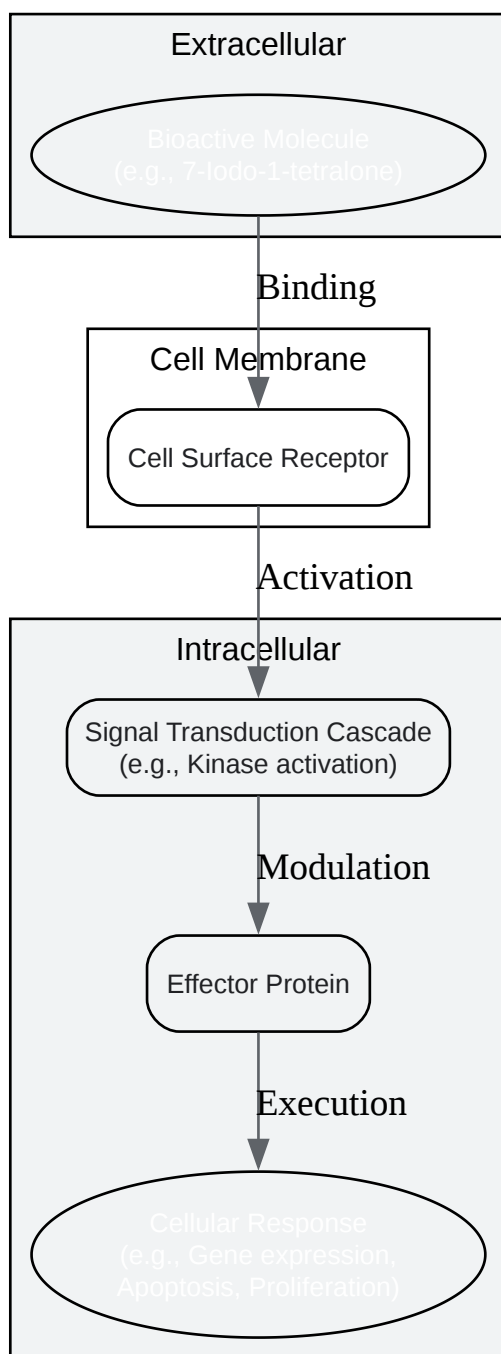 Extracellular
Bioactive Molecule
(e.g., 7-Iodo-1-tetralone)
Binding
Cell Membrane
Cell Surface Receptor
Activation
Intracellular
Signal Transduction Cascade
(e.g., Kinase activation)
Modulation
Effector Protein
Execution
Cellular Response
(e.g., Gene expression,
Apoptosis, Proliferation)